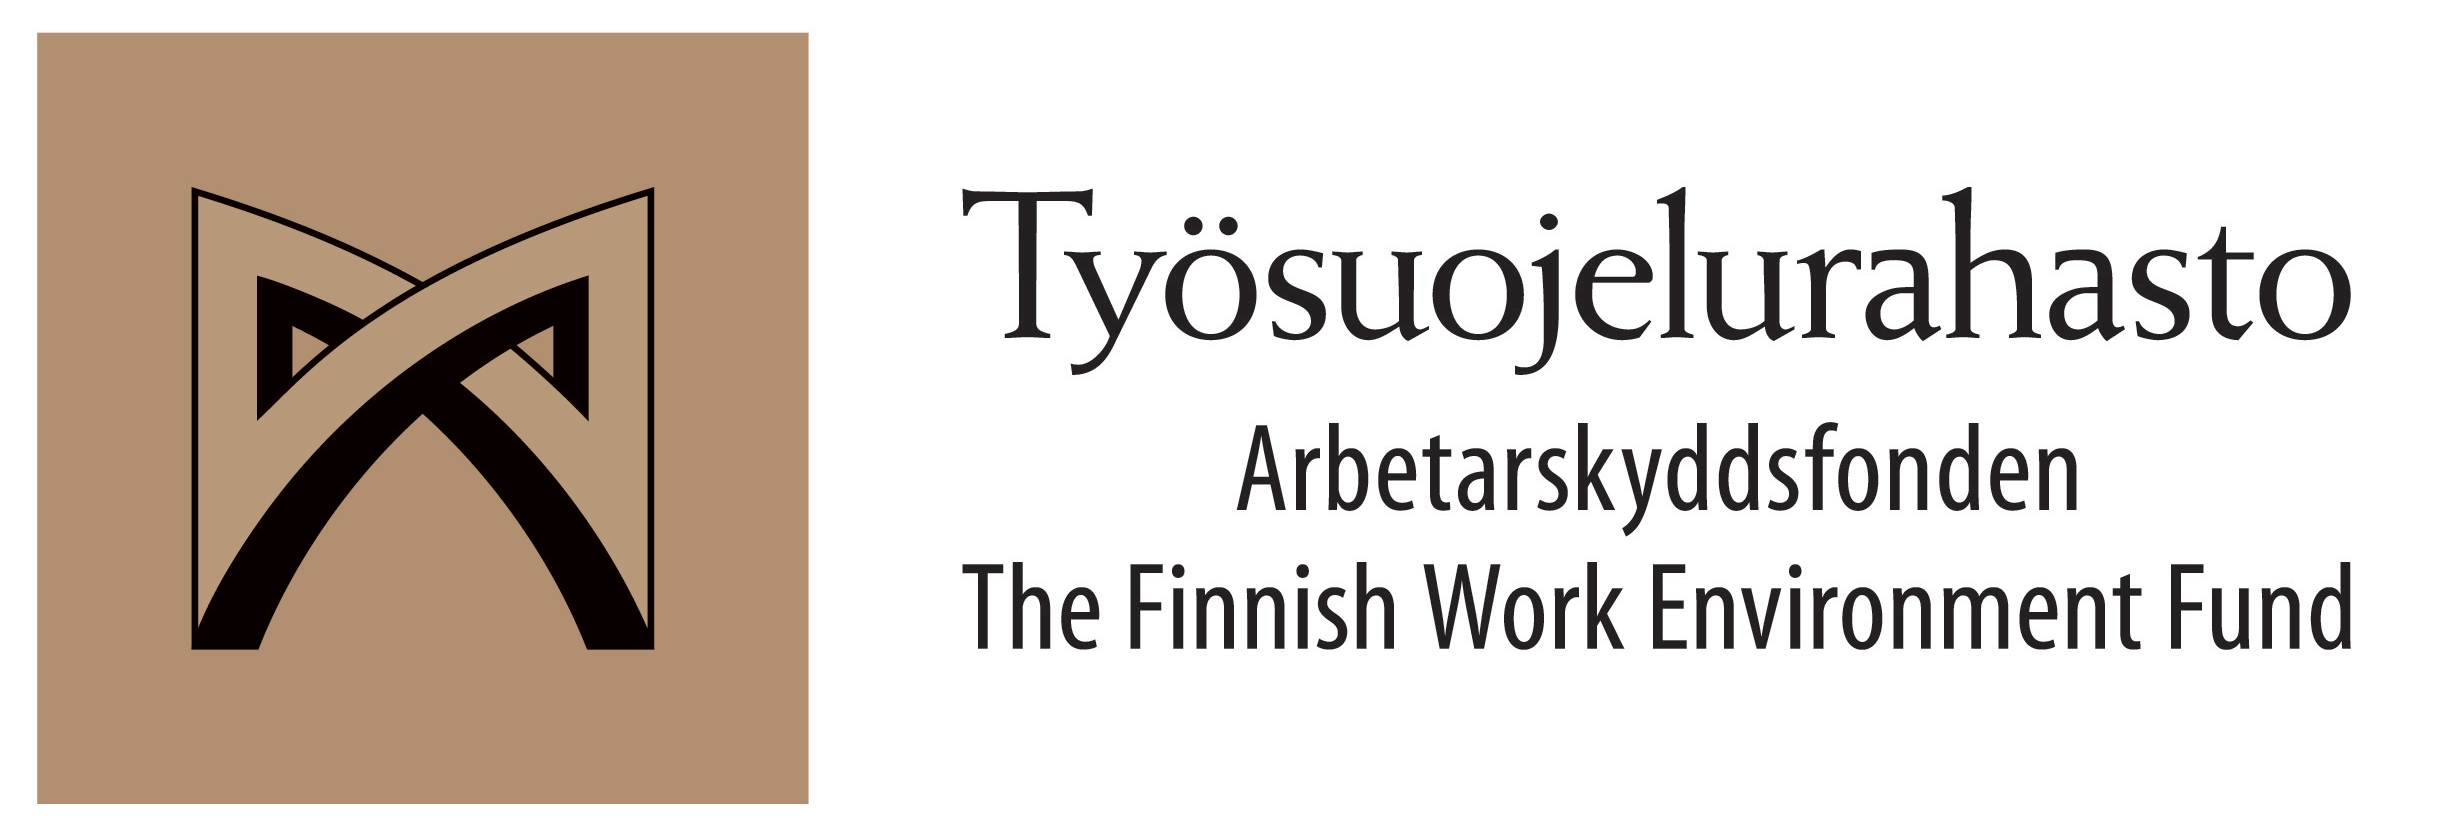 Työsuojelurahasto
Arbetarskyddsfonden
The Finnish Work Environment Fund